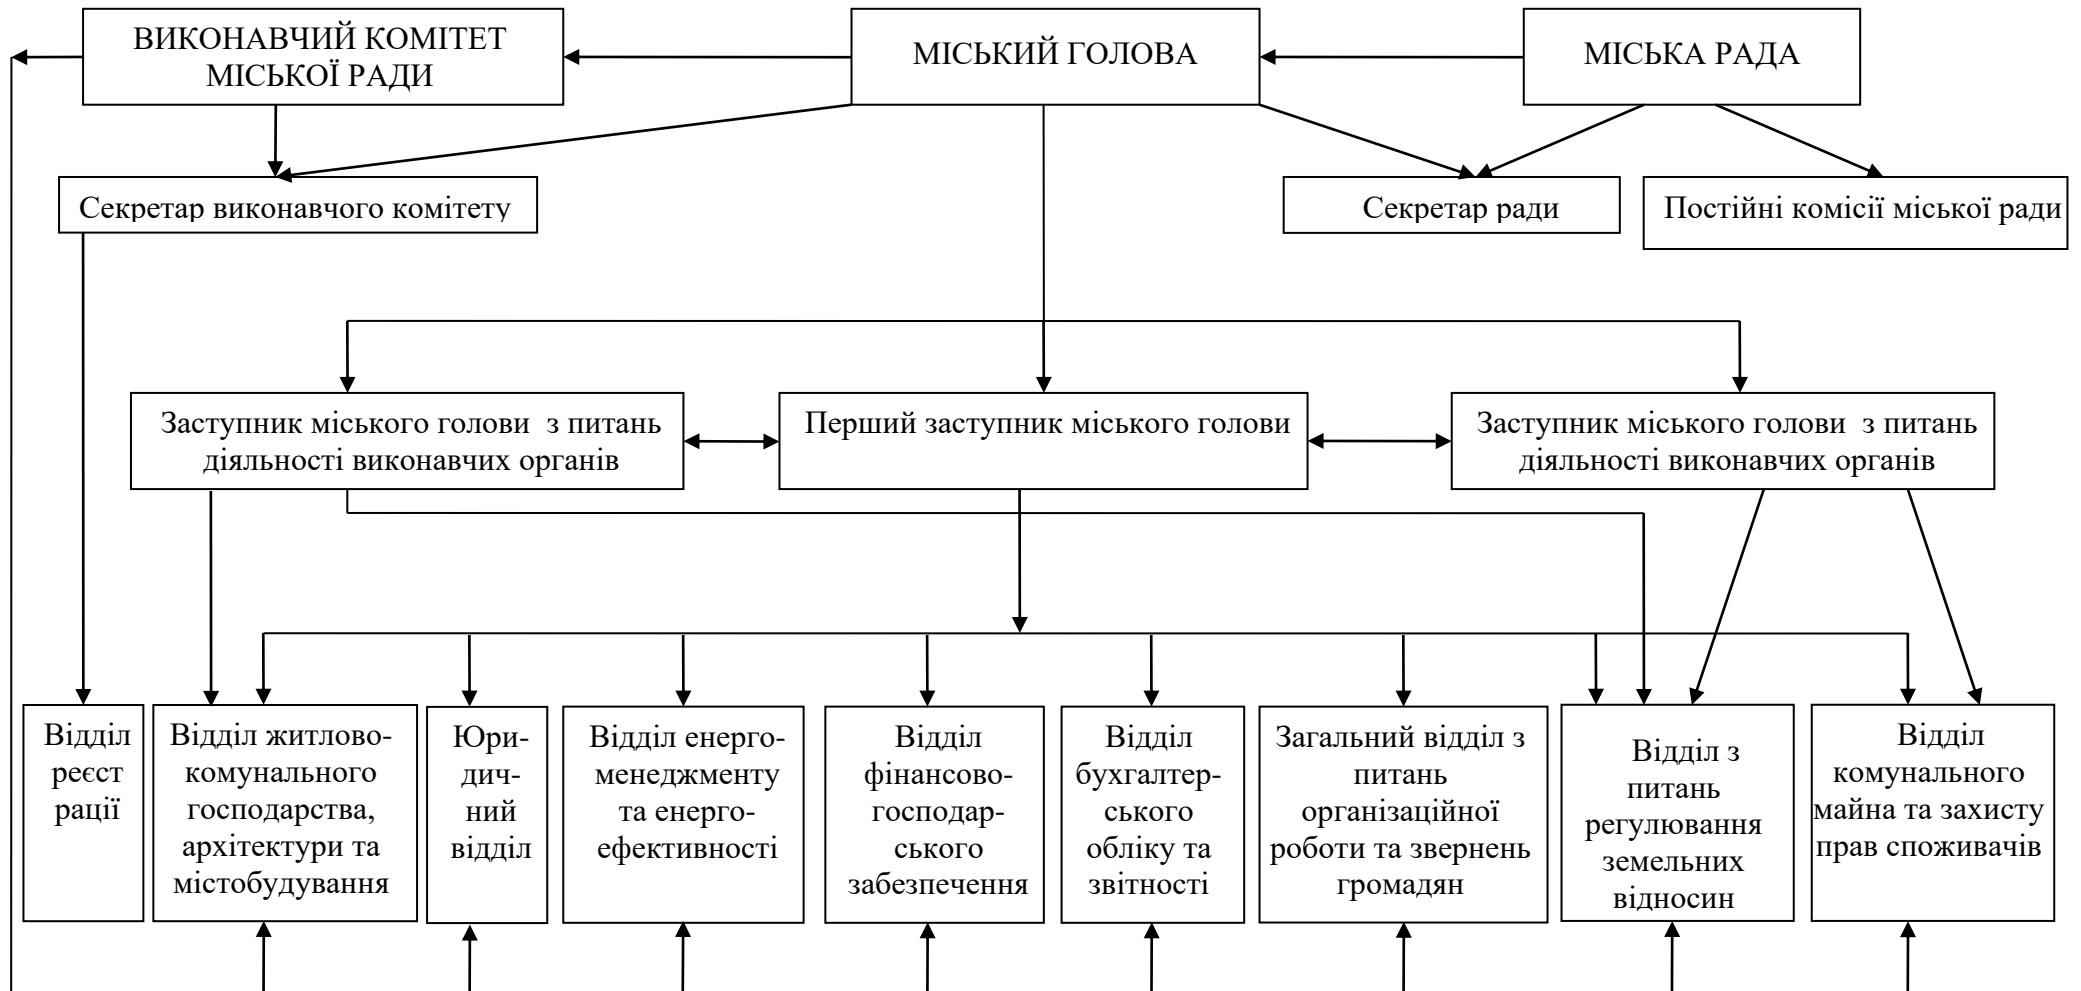 ВИКОНАВЧИЙ КОМІТЕТ
МІСЬКОЇ РАДИ
МІСЬКИЙ ГОЛОВА
МІСЬКА РАДА
Секретар виконавчого комітету
Секретар ради
Постійні комісії міської ради
Заступник міського голови з питань
діяльності виконавчих органів
Перший заступник міського голови
Заступник міського голови з питань
діяльності виконавчих органів
Відділ
реєст
рації
Відділ житлово-
комунального
господарства,
архітектури та
містобудування
Юри-
дич-
ний
відділ
Відділ енерго-
менеджменту
та енерго-
ефективності
Відділ
фінансово-
господар-
ського
забезпечення
Відділ
бухгалтер-
ського
обліку та
звітності
Загальний відділ з
питань
організаційної
роботи та звернень
громадян
Відділ з
питань
регулювання
земельних
відносин
Відділ
комунального
майна та захисту
прав споживачів